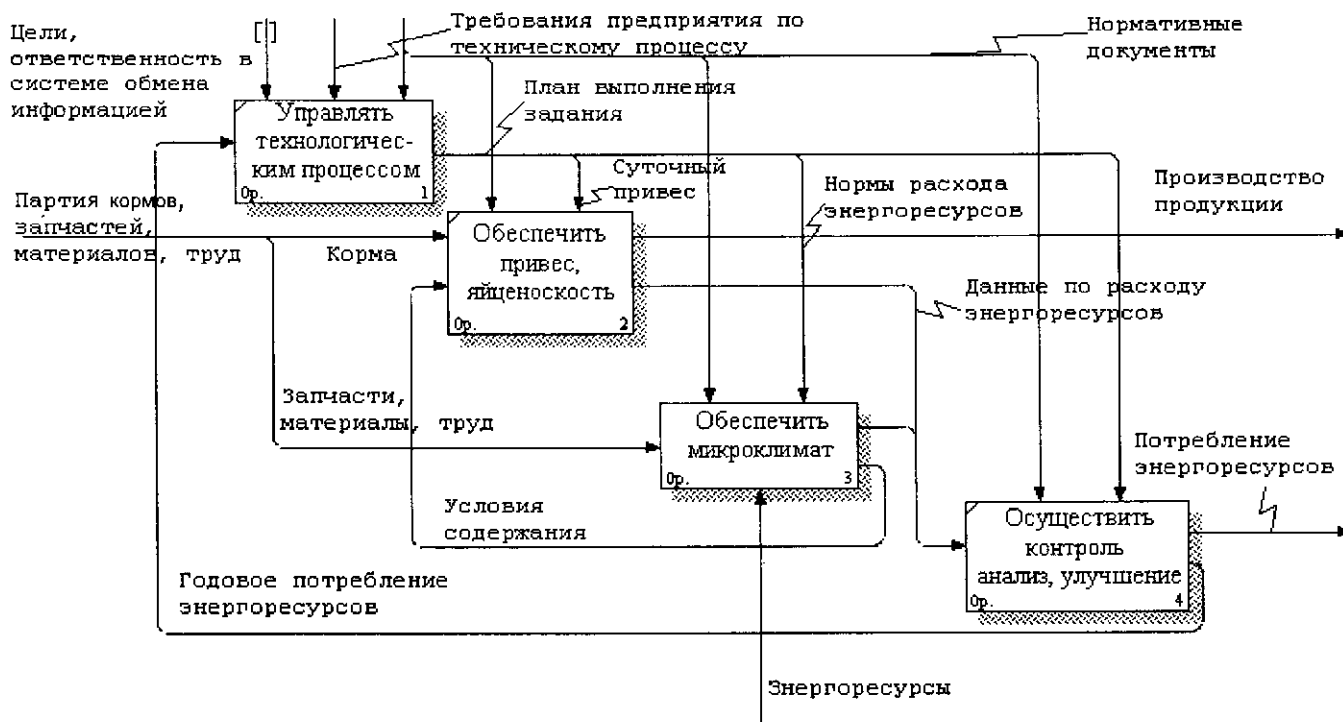 Цели,
ответственность в
системе обмена
информацией
[]
Требования предприятия по
техническому процессу
Нормативные
документы
План выполнения
задания
Управлять
технологичес-
ким процессом
0р.
1
Суточный
привес
Нормы расхода
энергоресурсов
Производство
продукции
Партия кормов,
запчастей,
материалов, труд
Корма
Обеспечить
привес,
яйценоскость
0р.
2
Данные по расходу
энергоресурсов
Запчасти,
материалы, труд
Обеспечить
микроклимат
0р.
3
Потребление
энергоресурсов
Условия
содержания
Осуществить
контроль
анализ, улучшение
0р.
4
Годовое потребление
энергоресурсов
Энергоресурсы